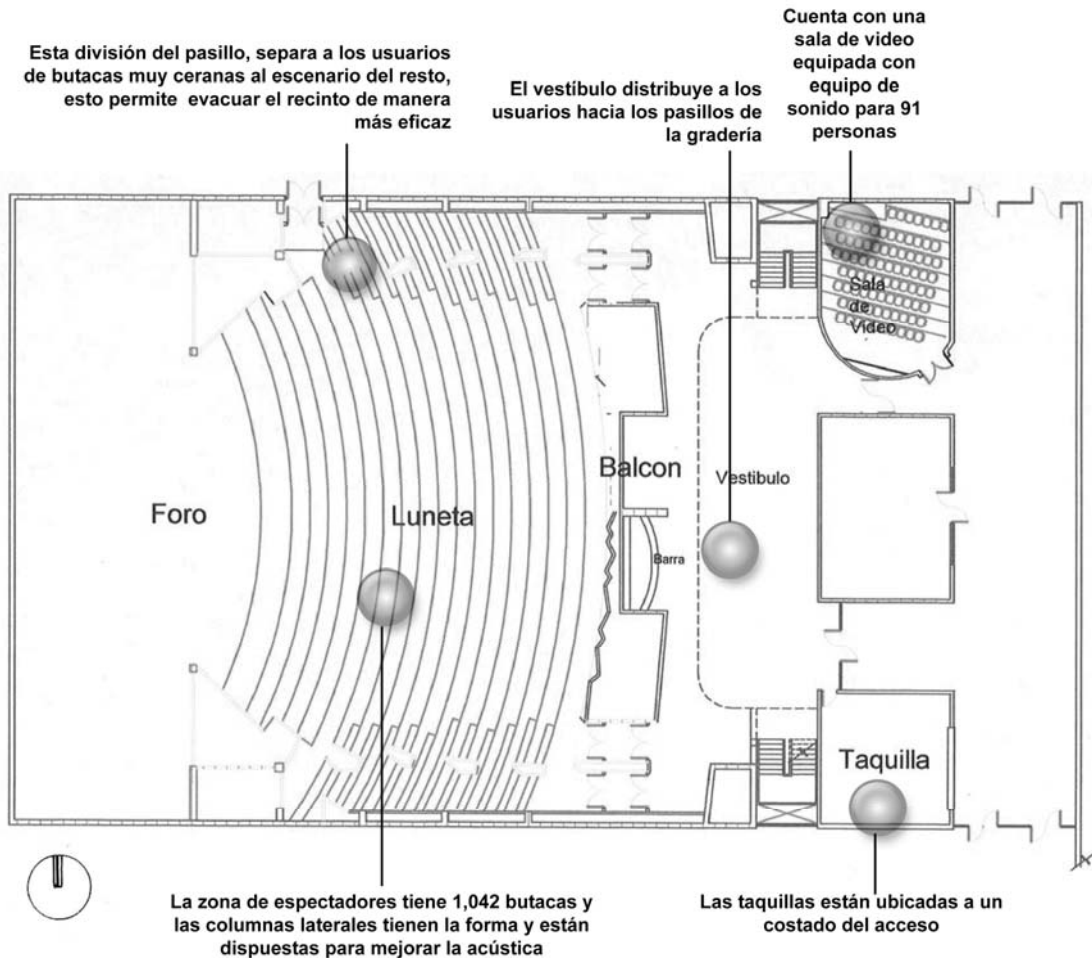 Esta división del pasillo, separa a los usuarios
de butacas muy ceranas al escenario del resto,
esto permite evacuar el recinto de manera
más eficaz
El vestíbulo distribuye a los
usuarios hacia los pasillos de
la gradería
Cuenta con una
sala de video
equipada con
equipo de
sonido para 91
personas
Sala
de
Video
Balcon
Vestibulo
Foro
Luneta
Barra
Taquilla
La zona de espectadores tiene 1,042 butacas y
las columnas laterales tienen la forma y están
dispuestas para mejorar la acústica
Las taquillas están ubicadas a un
costado del acceso